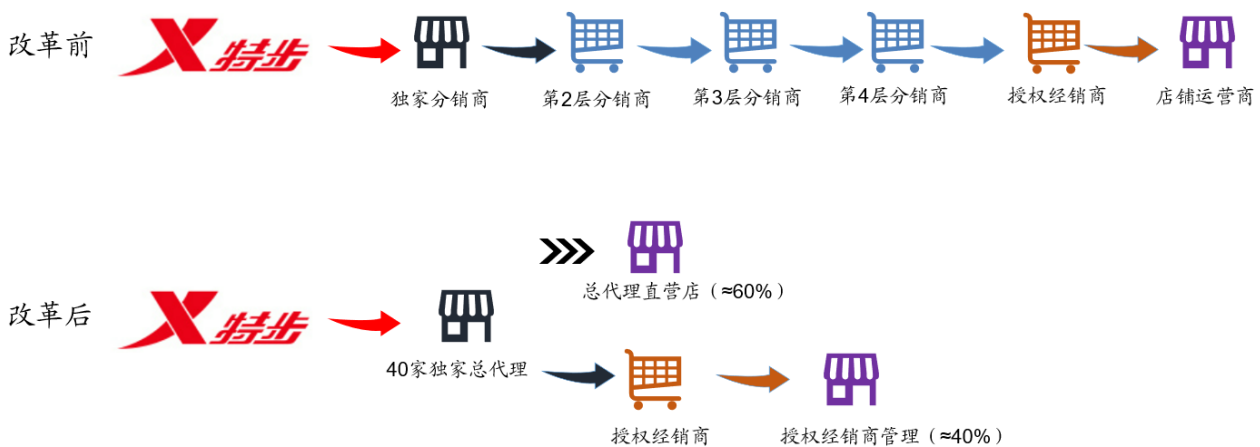 改革前
特步
独家分销商
第2层分销商
第3层分销商
第4层分销商
授权经销商
店铺运营商
总代理直营店（≈60%）
改革后
特步
40家独家总代理
授权经销商
授权经销商管理（≈40%）